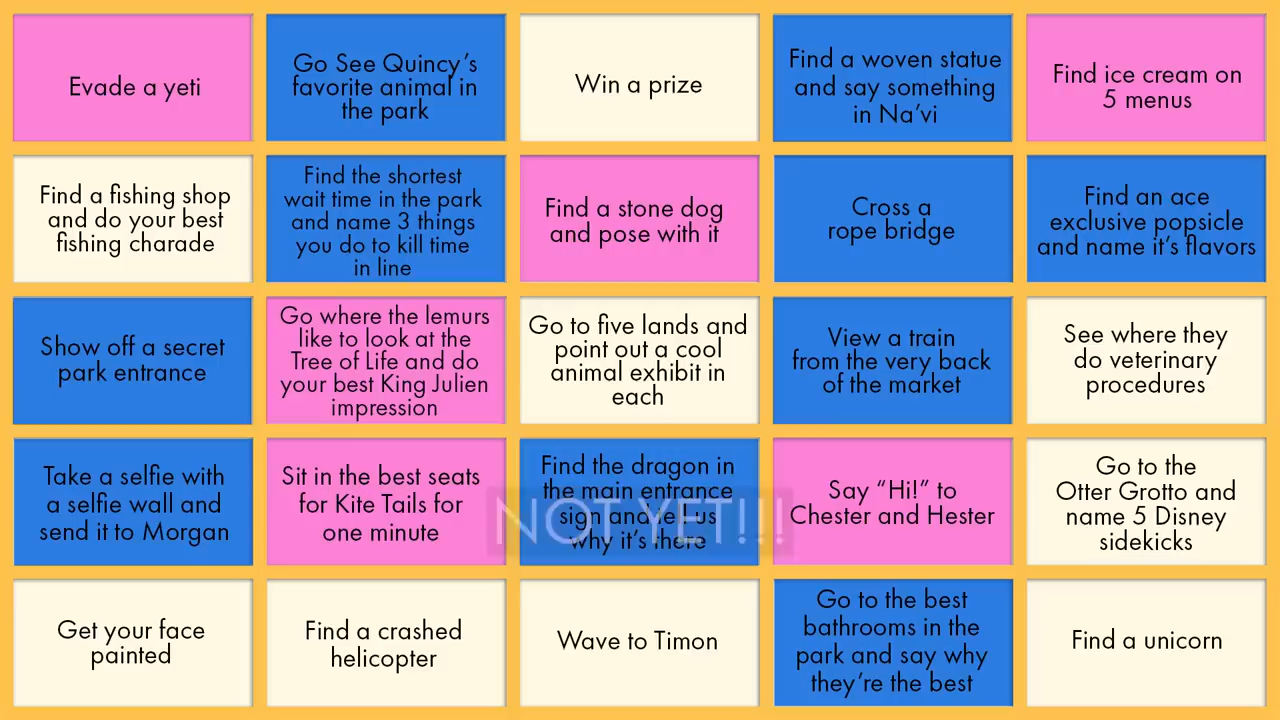 Evade a yeti
Go See Quincy's
favorite animal in
the park
Win a prize
Find a woven statue
and say something
in Na'vi
Find ice cream on
5 menus
Find a fishing shop
and do your best
fishing charade
Find the shortest
wait time in the park
and name 3 things
you do to kill time
in line
Find a stone dog
and pose with it
Cross a
rope bridge
Find an ace
exclusive popsicle
and name it's flavors
Show off a secret
park entrance
Go where the lemurs
like to look at the
Tree of Life and do
your best King Julien
impression
Go to five lands and
point out a cool
animal exhibit in
each
View a train
from the very back
of the market
See where they
do veterinary
procedures
Take a selfie with
a selfie wall and
send it to Morgan
Sit in the best seats
for Kite Tails for
one minute
Find the dragon in
the main entrance
sign and tell us
why it's there
NOT YET!!!
Say "Hi!" to
Chester and Hester
Go to the
Otter Grotto and
name 5 Disney
sidekicks
Get your face
painted
Find a crashed
helicopter
Wave to Timon
Go to the best
bathrooms in the
park and say why
they're the best
Find a unicorn